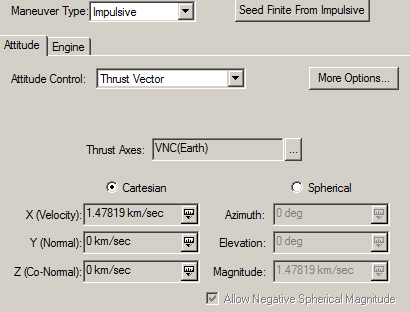 Maneuver Type: Impulsive Seed Finite From Impulsive
Attitude Engine
Attitude Control: Thrust Vector More Options...
Thrust Axes: VNC(Earth) ...
Cartesian Spherical
X (Velocity): 1.47819 km/sec Azimuth: 0 deg
Y (Normal): 0 km/sec Elevation: 0 deg
Z (Co-Normal): 0 km/sec Magnitude: 1.47819 km/sec
Allow Negative Spherical Magnitude